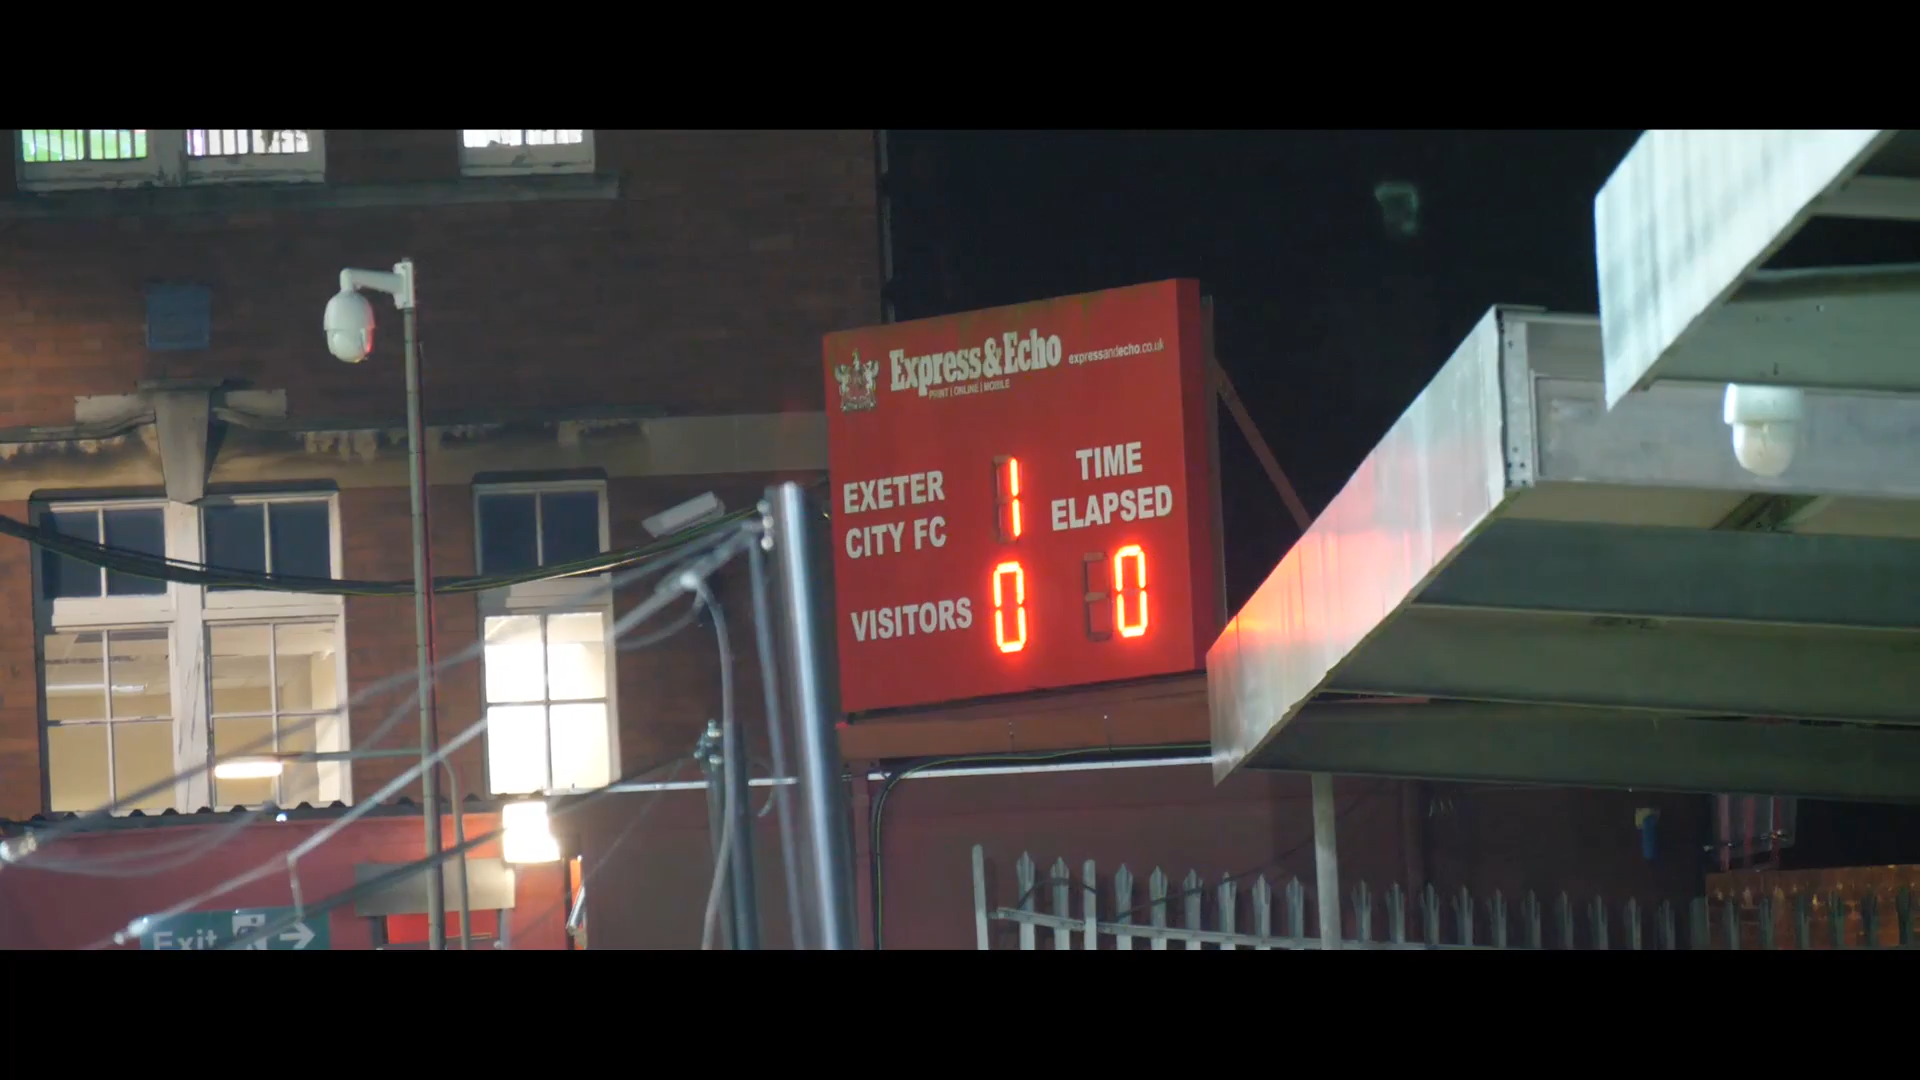 Express&Echo
expressandecho.co.uk
PRINT | ONLINE | MOBILE
EXETER
CITY FC
1
TIME
ELAPSED
VISITORS
0
0
Exit